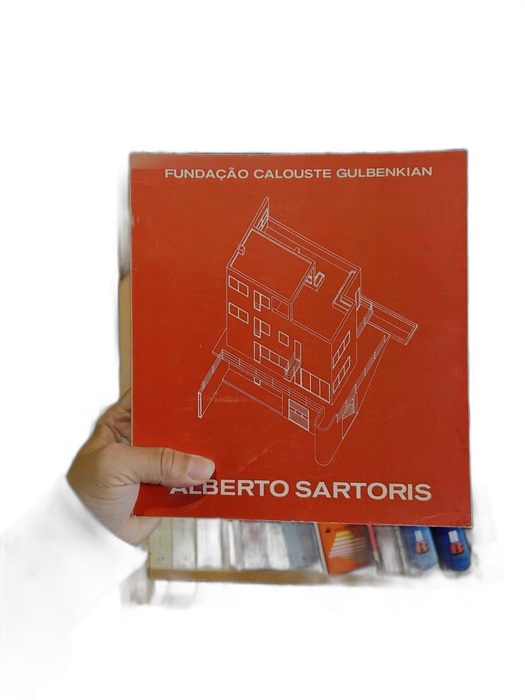 FUNDAÇÃO CALOUSTE GULBENKIAN
ALBERTO SARTORIS
B
B